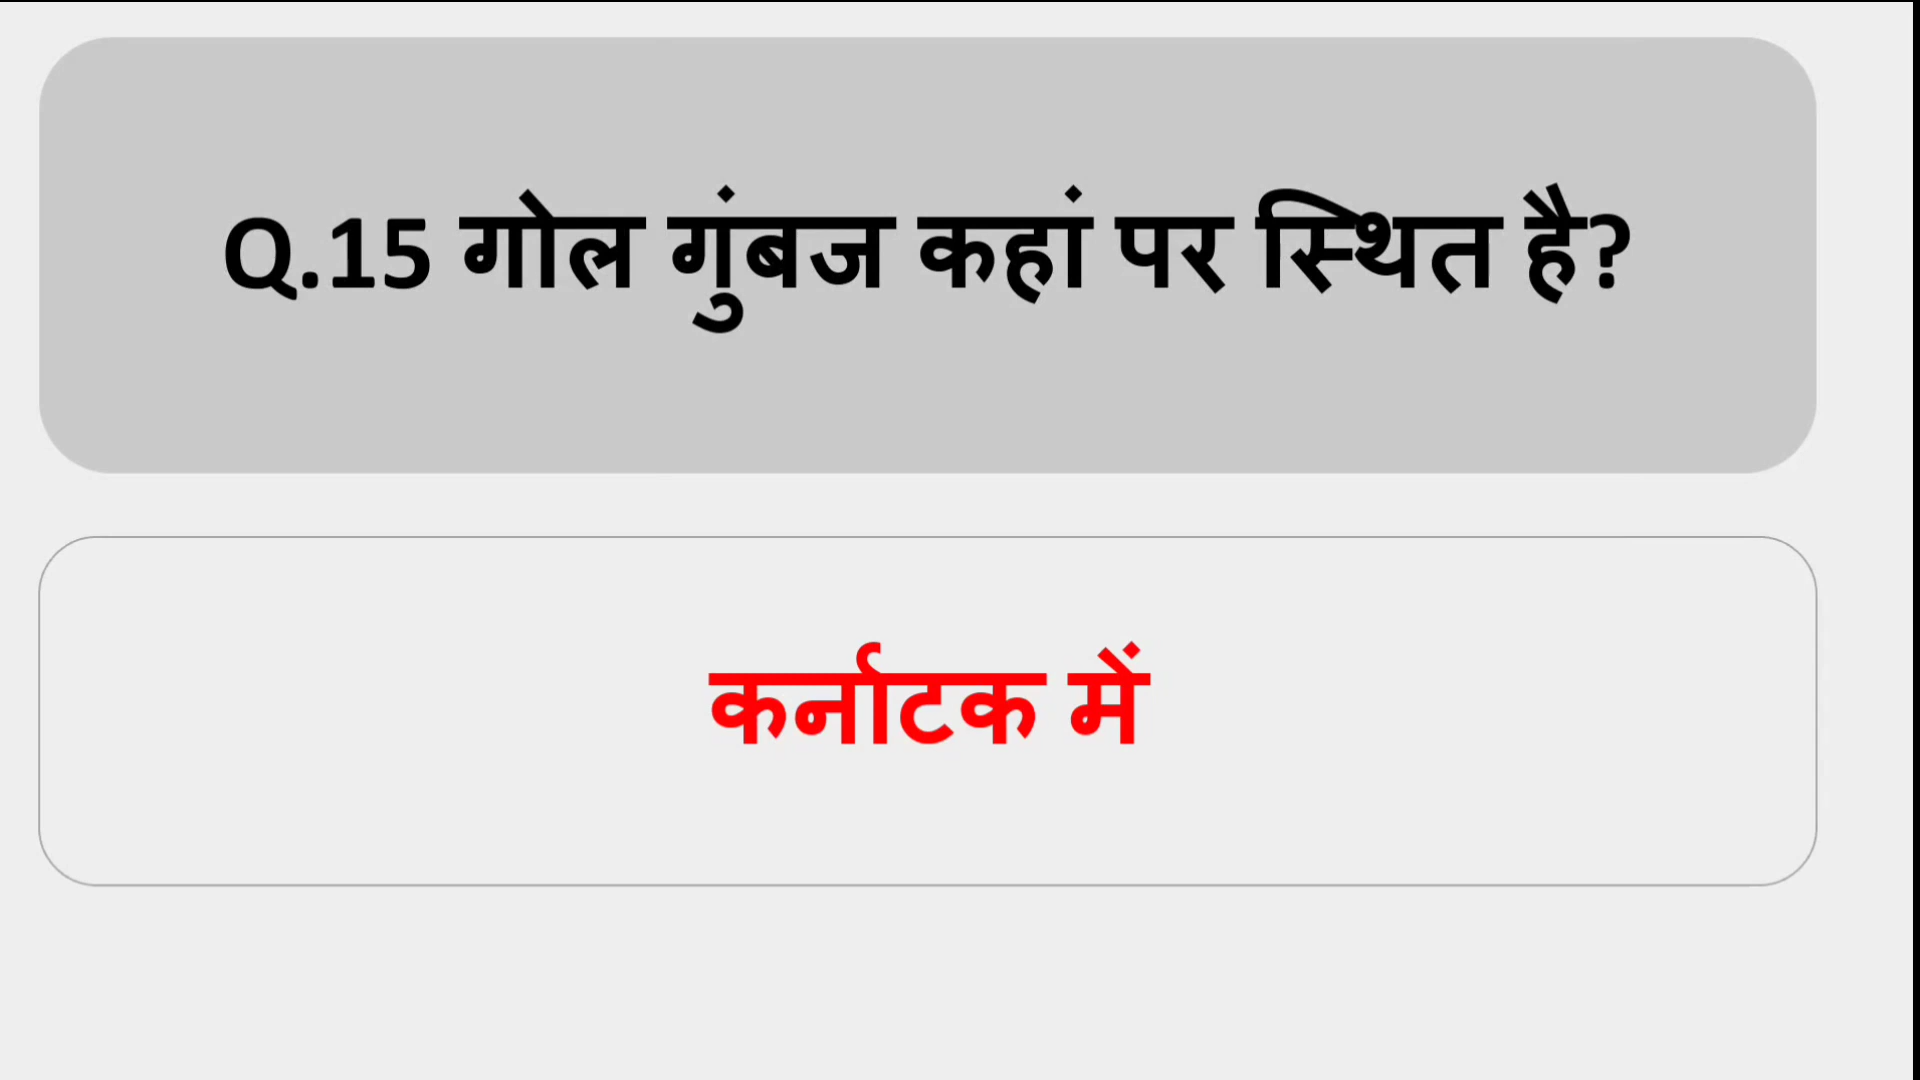 Q.15 गोल गुंबज कहां पर स्थित है?
कर्नाटक में